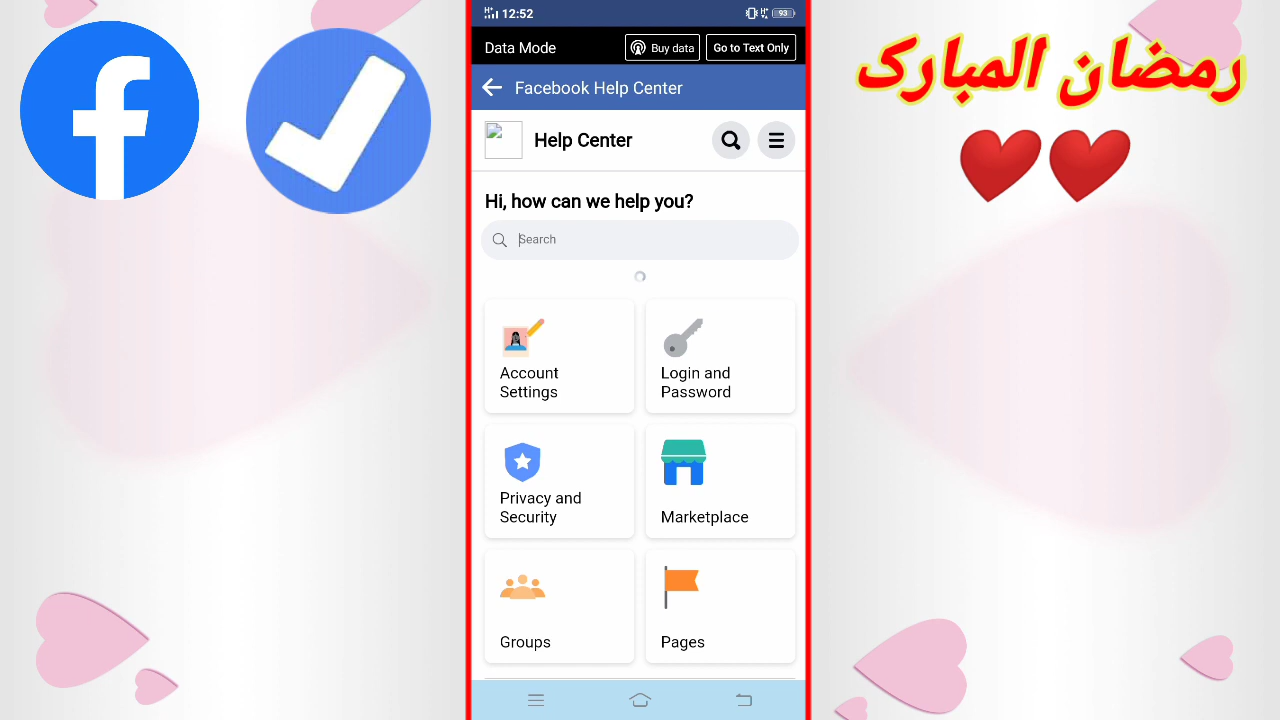 H+ 12:52 93
Data Mode
Buy data
Go to Text Only
Facebook Help Center
Help Center
Hi, how can we help you?
Search
Account
Settings
Login and
Password
Privacy and
Security
Marketplace
Groups
Pages
رمضان المبارک